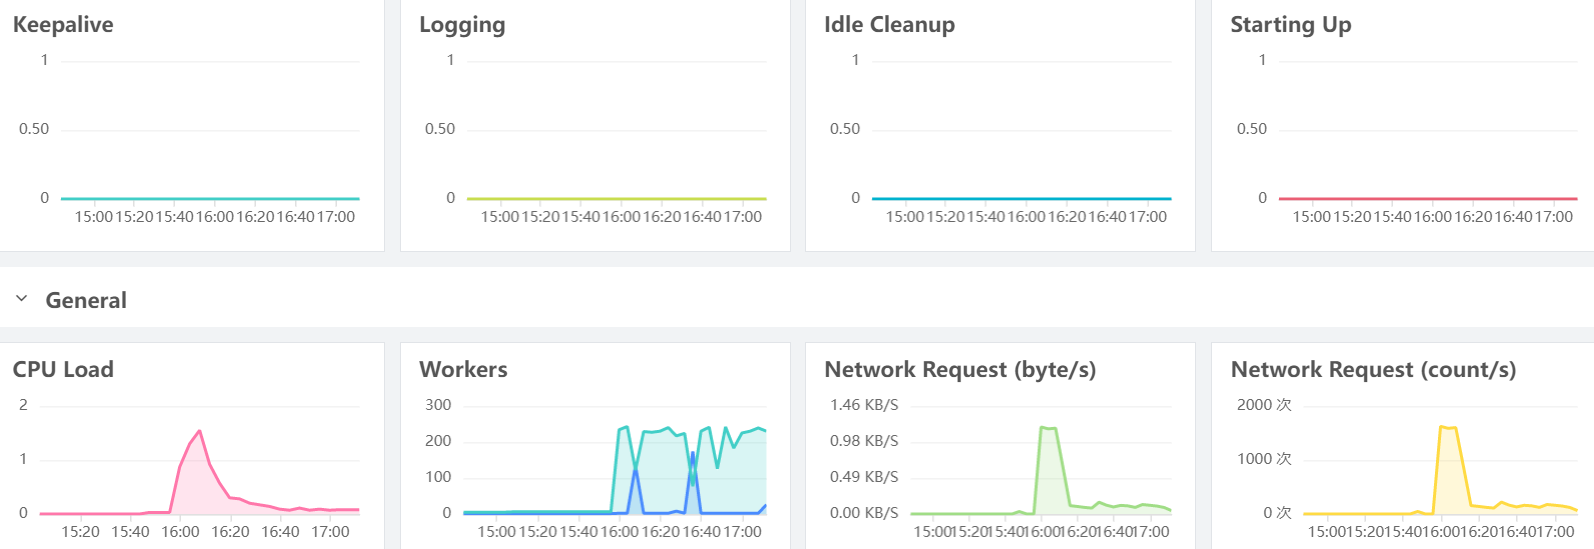 Keepalive
1
0.50
0
15:00 15:20 15:40 16:00 16:20 16:40 17:00
Logging
1
0.50
0
15:00 15:20 15:40 16:00 16:20 16:40 17:00
Idle Cleanup
1
0.50
0
15:00 15:20 15:40 16:00 16:20 16:40 17:00
Starting Up
1
0.50
0
15:00 15:20 15:40 16:00 16:20 16:40 17:00
General
CPU Load
2
1
0
15:20 15:40 16:00 16:20 16:40 17:00
Workers
300
200
100
0
15:00 15:20 15:40 16:00 16:20 16:40 17:00
Network Request (byte/s)
1.46 KB/S
0.98 KB/S
0.49 KB/S
0.00 KB/S
15:00 15:20 15:40 16:00 16:20 16:40 17:00
Network Request (count/s)
2000 次
1000 次
0 次
15:00 15:20 15:40 16:00 16:20 16:40 17:00